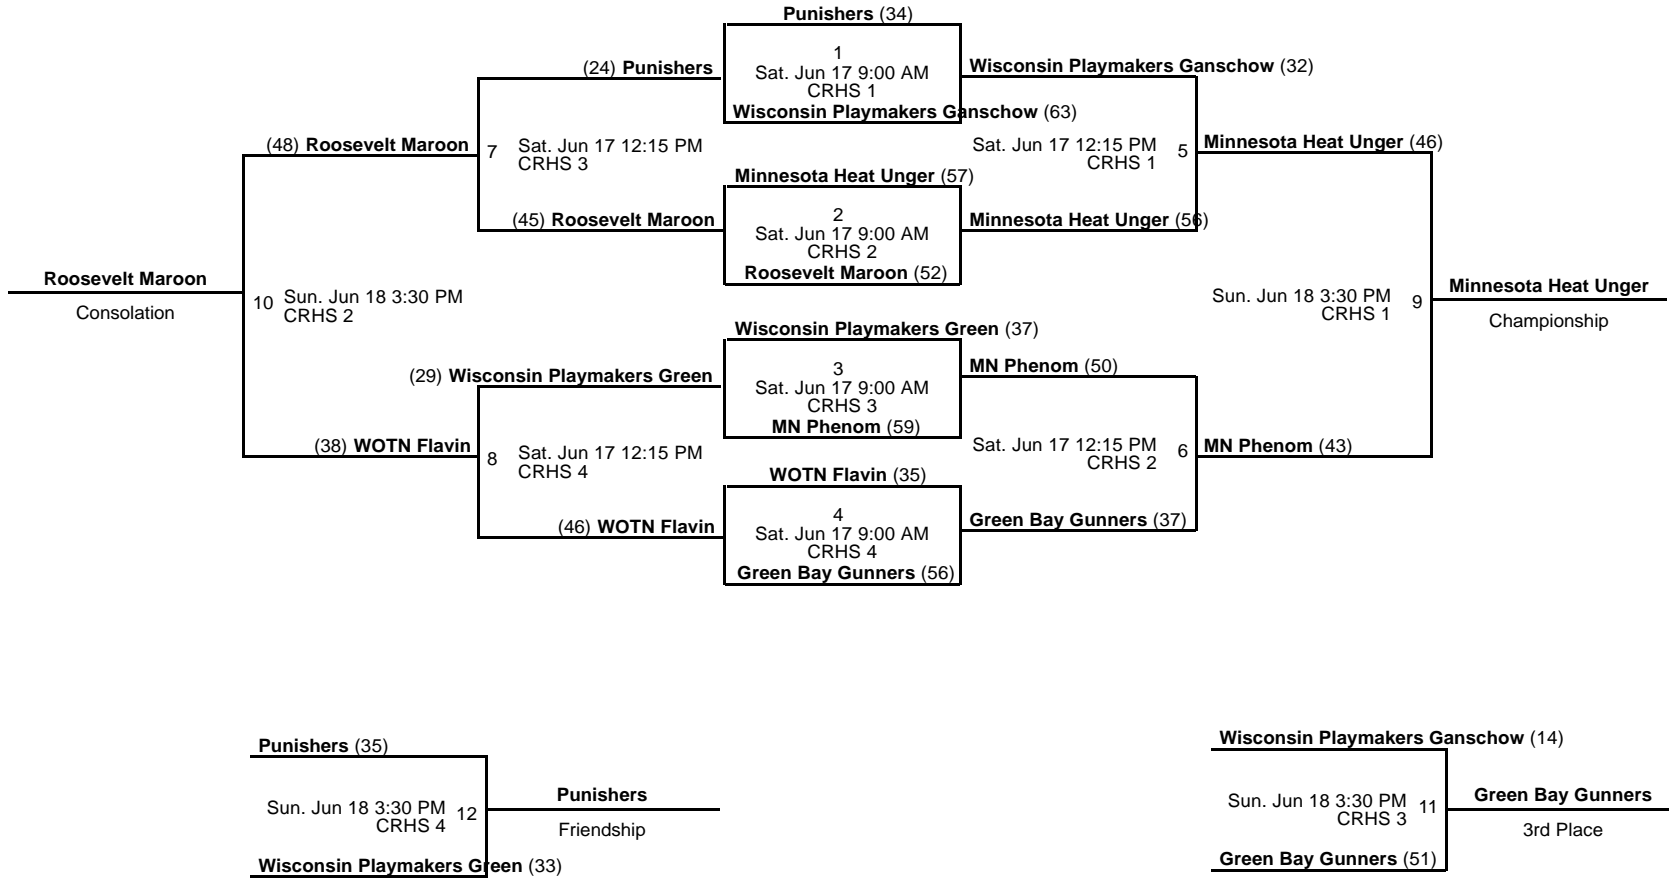 Punishers (34)
1
Sat. Jun 17 9:00 AM
CRHS 1
Wisconsin Playmakers Ganschow (63)
(24) Punishers
Wisconsin Playmakers Ganschow (32)
(48) Roosevelt Maroon
7 Sat. Jun 17 12:15 PM
CRHS 3
Sat. Jun 17 12:15 PM 5
CRHS 1
Minnesota Heat Unger (46)
Minnesota Heat Unger (57)
2
Sat. Jun 17 9:00 AM
CRHS 2
Roosevelt Maroon (52)
(45) Roosevelt Maroon
Minnesota Heat Unger (56)
Roosevelt Maroon
Consolation
10 Sun. Jun 18 3:30 PM
CRHS 2
Sun. Jun 18 3:30 PM 9
CRHS 1
Minnesota Heat Unger
Championship
Wisconsin Playmakers Green (37)
3
Sat. Jun 17 9:00 AM
CRHS 3
MN Phenom (59)
(29) Wisconsin Playmakers Green
MN Phenom (50)
(38) WOTN Flavin
8 Sat. Jun 17 12:15 PM
CRHS 4
Sat. Jun 17 12:15 PM 6
CRHS 2
MN Phenom (43)
WOTN Flavin (35)
4
Sat. Jun 17 9:00 AM
CRHS 4
Green Bay Gunners (56)
(46) WOTN Flavin
Green Bay Gunners (37)
Punishers (35)
Sun. Jun 18 3:30 PM 12
CRHS 4
Wisconsin Playmakers Green (33)
Punishers
Friendship
Wisconsin Playmakers Ganschow (14)
Sun. Jun 18 3:30 PM 11
CRHS 3
Green Bay Gunners (51)
Green Bay Gunners
3rd Place